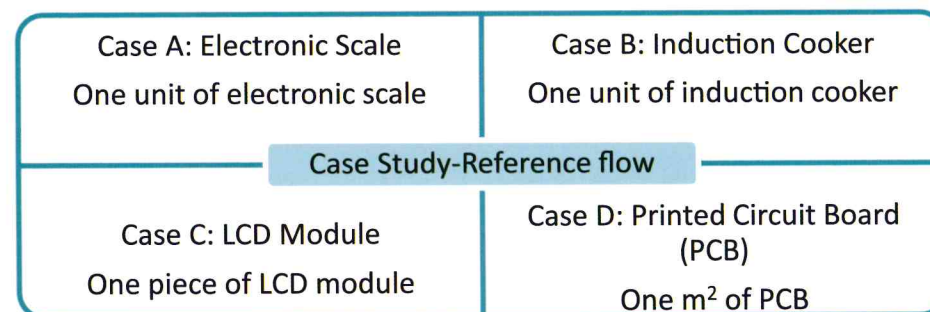 Case A: Electronic Scale
One unit of electronic scale
Case B: Induction Cooker
One unit of induction cooker
Case Study-Reference flow
Case C: LCD Module
One piece of LCD module
Case D: Printed Circuit Board
(PCB)
One m² of PCB